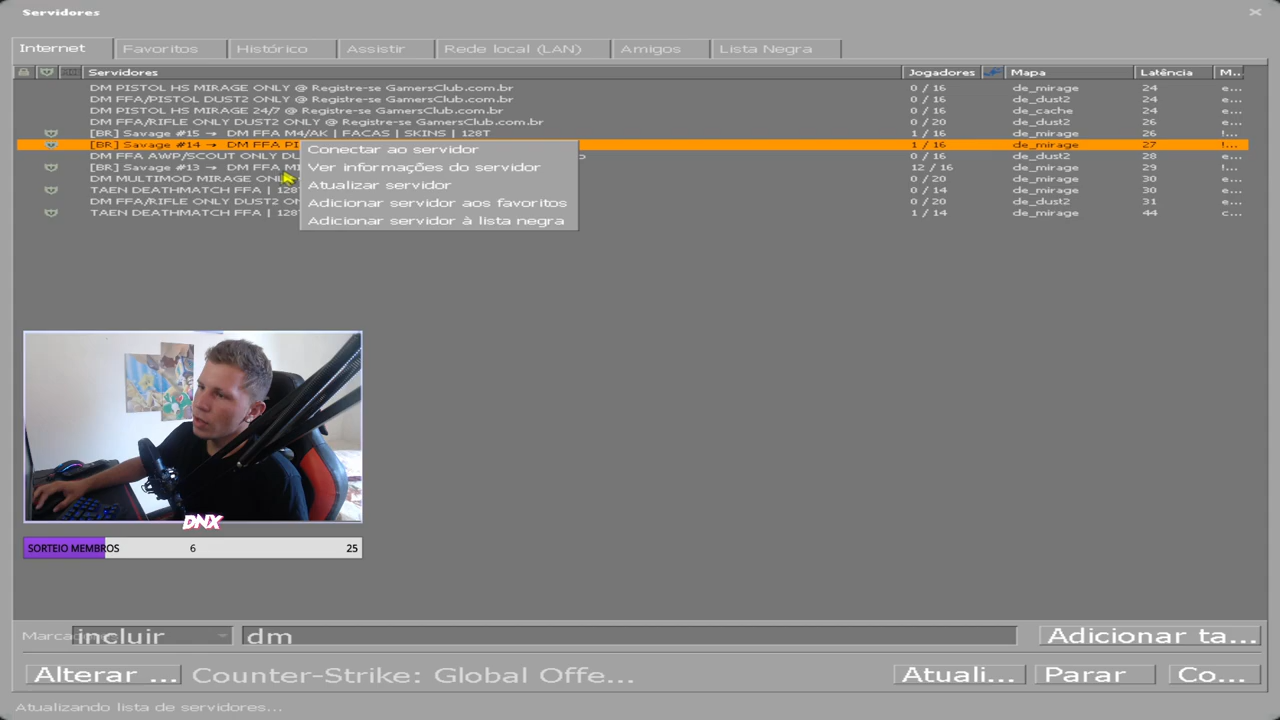 Servidores
Internet Favoritos Histórico Assistir Rede local (LAN) Amigos Lista Negra
Servidores Jogadores Mapa Latência M...
DM PISTOL HS MIRAGE ONLY @ Registre-se GamersClub.com.br 0 / 16 de_mirage 24 e...
DM FFA/PISTOL DUST2 ONLY @ Registre-se GamersClub.com.br 0 / 16 de_dust2 24 e...
DM PISTOL HS MIRAGE 24/7 @ Registre-se GamersClub.com.br 0 / 16 de_cache 24 e...
DM FFA/RIFLE ONLY DUST2 ONLY @ Registre-se GamersClub.com.br 0 / 20 de_dust2 26 e...
[BR] Savage #15 → DM FFA M4/AK | FACAS | SKINS | 128T 1 / 16 de_mirage 26 !...
[BR] Savage #14 → DM FFA PI 1 / 16 de_mirage 27 !...
DM FFA AWP/SCOUT ONLY DU 0 / 16 de_dust2 28 e...
[BR] Savage #13 → DM FFA MI 12 / 16 de_mirage 29 !...
DM MULTIMOD MIRAGE ONL 0 / 20 de_mirage 30 e...
TAEN DEATHMATCH FFA | 128 0 / 14 de_mirage 30 e...
DM FFA/RIFLE ONLY DUST2 ON 0 / 20 de_dust2 31 e...
TAEN DEATHMATCH FFA | 128 1 / 14 de_mirage 44 c...
Conectar ao servidor
Ver informações do servidor
Atualizar servidor
Adicionar servidor aos favoritos
Adicionar servidor à lista negra
DNX
SORTEIO MEMBROS 6 25
Marca incluir dm Adicionar ta...
Alterar ... Counter-Strike: Global Offe... Atuali... Parar Co...
Atualizando lista de servidores...